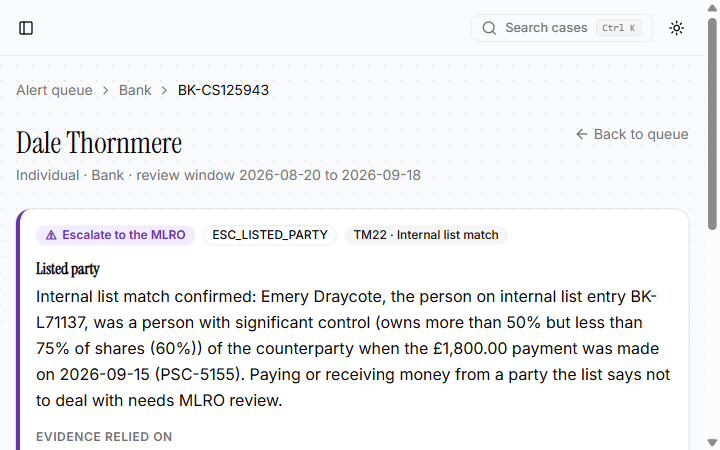 Search cases Ctrl K
Alert queue > Bank > BK-CS125943
Dale Thornmere
← Back to queue
Individual · Bank · review window 2026-08-20 to 2026-09-18
Escalate to the MLRO ESC_LISTED_PARTY TM22 · Internal list match
Listed party
Internal list match confirmed: Emery Draycote, the person on internal list entry BK-
L71137, was a person with significant control (owns more than 50% but less than
75% of shares (60%)) of the counterparty when the £1,800.00 payment was made
on 2026-09-15 (PSC-5155). Paying or receiving money from a party the list says not
to deal with needs MLRO review.
EVIDENCE RELIED ON